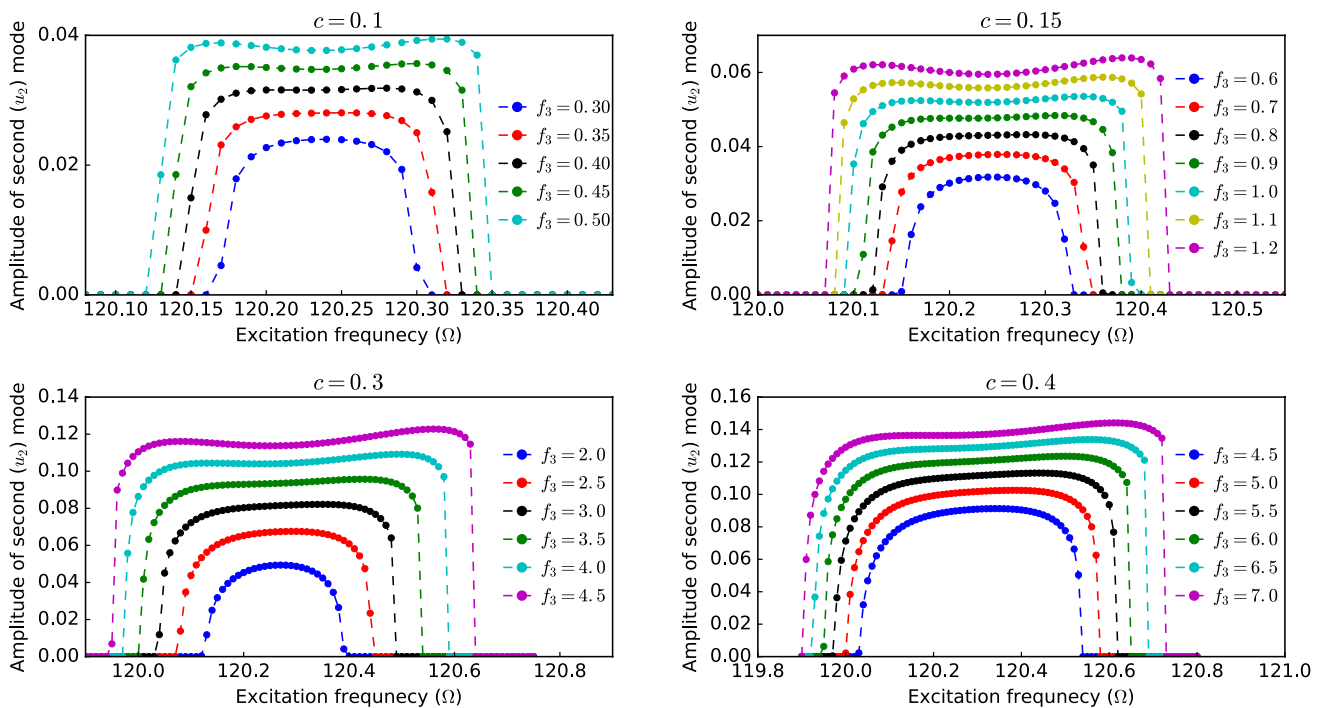 c = 0.1
Amplitude of second (u₂) mode
0.04
0.02
0.00
120.10 120.15 120.20 120.25 120.30 120.35 120.40
Excitation frequnecy (Ω)
f₃ = 0.30
f₃ = 0.35
f₃ = 0.40
f₃ = 0.45
f₃ = 0.50
c = 0.15
Amplitude of second (u₂) mode
0.06
0.04
0.02
0.00
120.0 120.1 120.2 120.3 120.4 120.5
Excitation frequnecy (Ω)
f₃ = 0.6
f₃ = 0.7
f₃ = 0.8
f₃ = 0.9
f₃ = 1.0
f₃ = 1.1
f₃ = 1.2
c = 0.3
Amplitude of second (u₂) mode
0.14
0.12
0.10
0.08
0.06
0.04
0.02
0.00
120.0 120.2 120.4 120.6 120.8
Excitation frequnecy (Ω)
f₃ = 2.0
f₃ = 2.5
f₃ = 3.0
f₃ = 3.5
f₃ = 4.0
f₃ = 4.5
c = 0.4
Amplitude of second (u₂) mode
0.16
0.14
0.12
0.10
0.08
0.06
0.04
0.02
0.00
119.8 120.0 120.2 120.4 120.6 120.8 121.0
Excitation frequnecy (Ω)
f₃ = 4.5
f₃ = 5.0
f₃ = 5.5
f₃ = 6.0
f₃ = 6.5
f₃ = 7.0